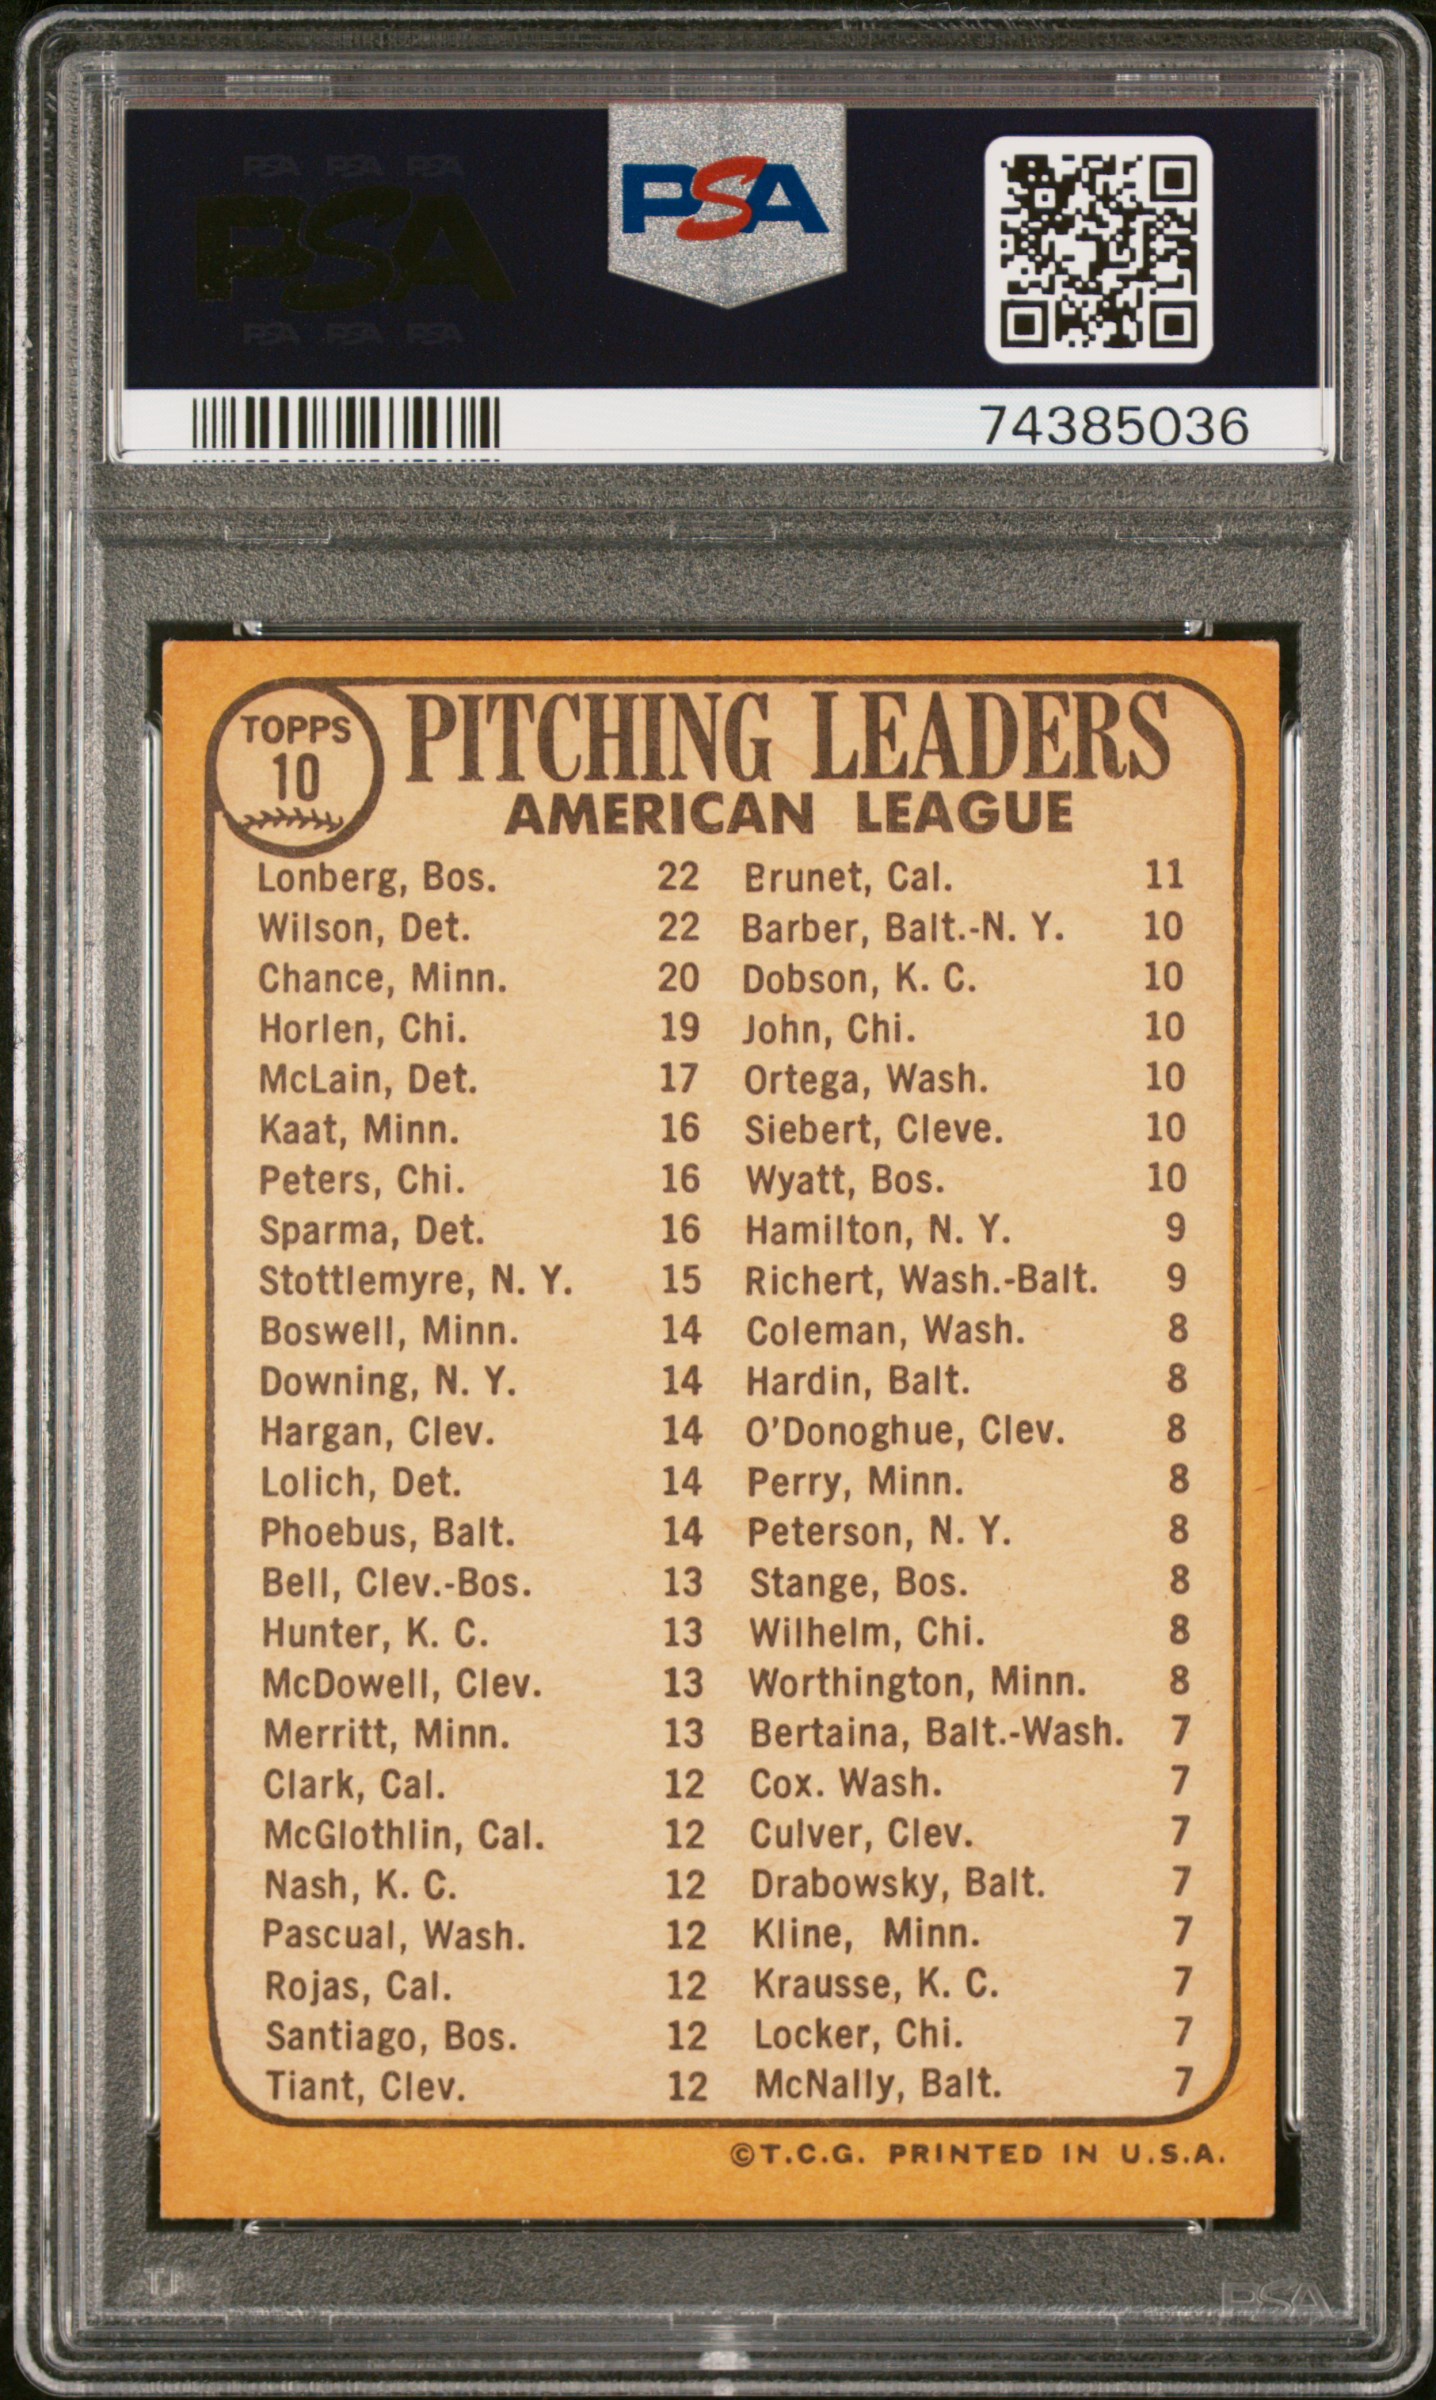 PSA PSA PSA
PSA
PSA PSA PSA
PSA
74385036
TOPPS
10
PITCHING LEADERS
AMERICAN LEAGUE
Lonberg, Bos. 22 Brunet, Cal. 11
Wilson, Det. 22 Barber, Balt.-N. Y. 10
Chance, Minn. 20 Dobson, K. C. 10
Horlen, Chi. 19 John, Chi. 10
McLain, Det. 17 Ortega, Wash. 10
Kaat, Minn. 16 Siebert, Cleve. 10
Peters, Chi. 16 Wyatt, Bos. 10
Sparma, Det. 16 Hamilton, N. Y. 9
Stottlemyre, N. Y. 15 Richert, Wash.-Balt. 9
Boswell, Minn. 14 Coleman, Wash. 8
Downing, N. Y. 14 Hardin, Balt. 8
Hargan, Clev. 14 O'Donoghue, Clev. 8
Lolich, Det. 14 Perry, Minn. 8
Phoebus, Balt. 14 Peterson, N. Y. 8
Bell, Clev.-Bos. 13 Stange, Bos. 8
Hunter, K. C. 13 Wilhelm, Chi. 8
McDowell, Clev. 13 Worthington, Minn. 8
Merritt, Minn. 13 Bertaina, Balt.-Wash. 7
Clark, Cal. 12 Cox. Wash. 7
McGlothlin, Cal. 12 Culver, Clev. 7
Nash, K. C. 12 Drabowsky, Balt. 7
Pascual, Wash. 12 Kline, Minn. 7
Rojas, Cal. 12 Krausse, K. C. 7
Santiago, Bos. 12 Locker, Chi. 7
Tiant, Clev. 12 McNally, Balt. 7
©T.C.G. PRINTED IN U.S.A.
PSA